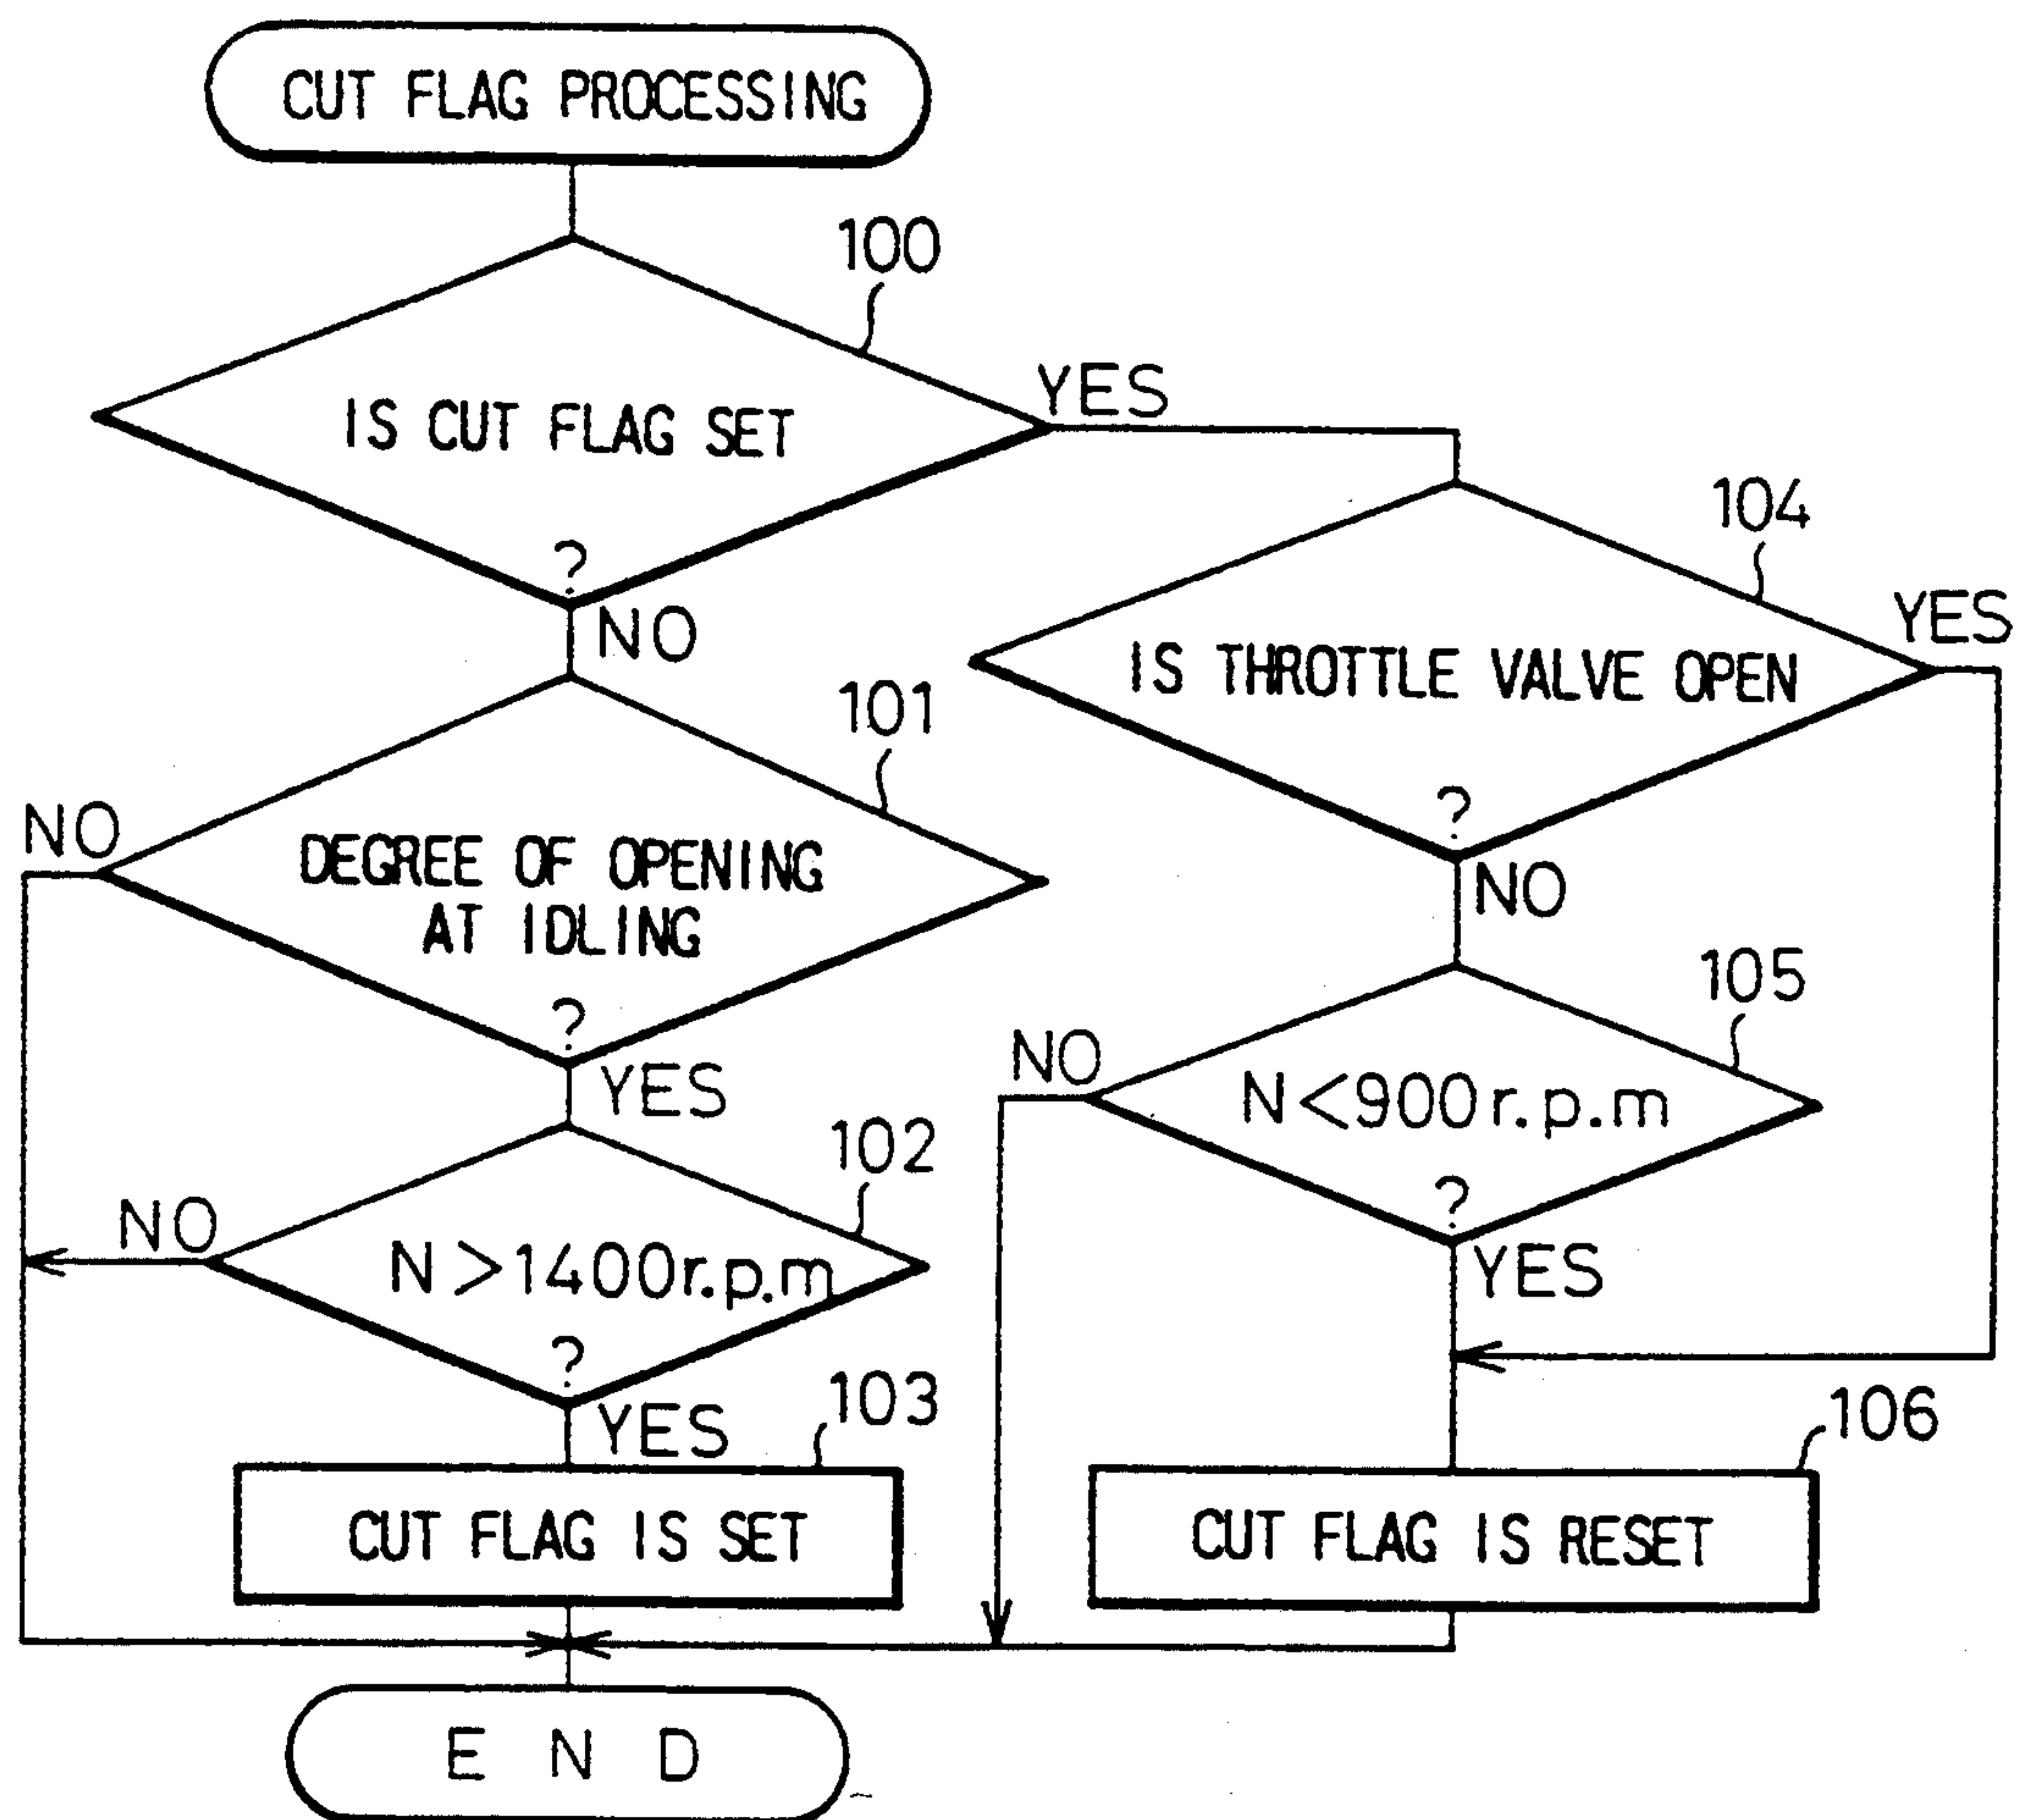 CUT FLAG PROCESSING
100
IS CUT FLAG SET
?
YES
NO
104
IS THROTTLE VALVE OPEN
?
YES
NO
101
DEGREE OF OPENING
AT IDLING
?
NO
YES
105
N<900r.p.m
?
NO
YES
102
N>1400r.p.m
?
NO
YES
103
CUT FLAG IS SET
106
CUT FLAG IS RESET
END